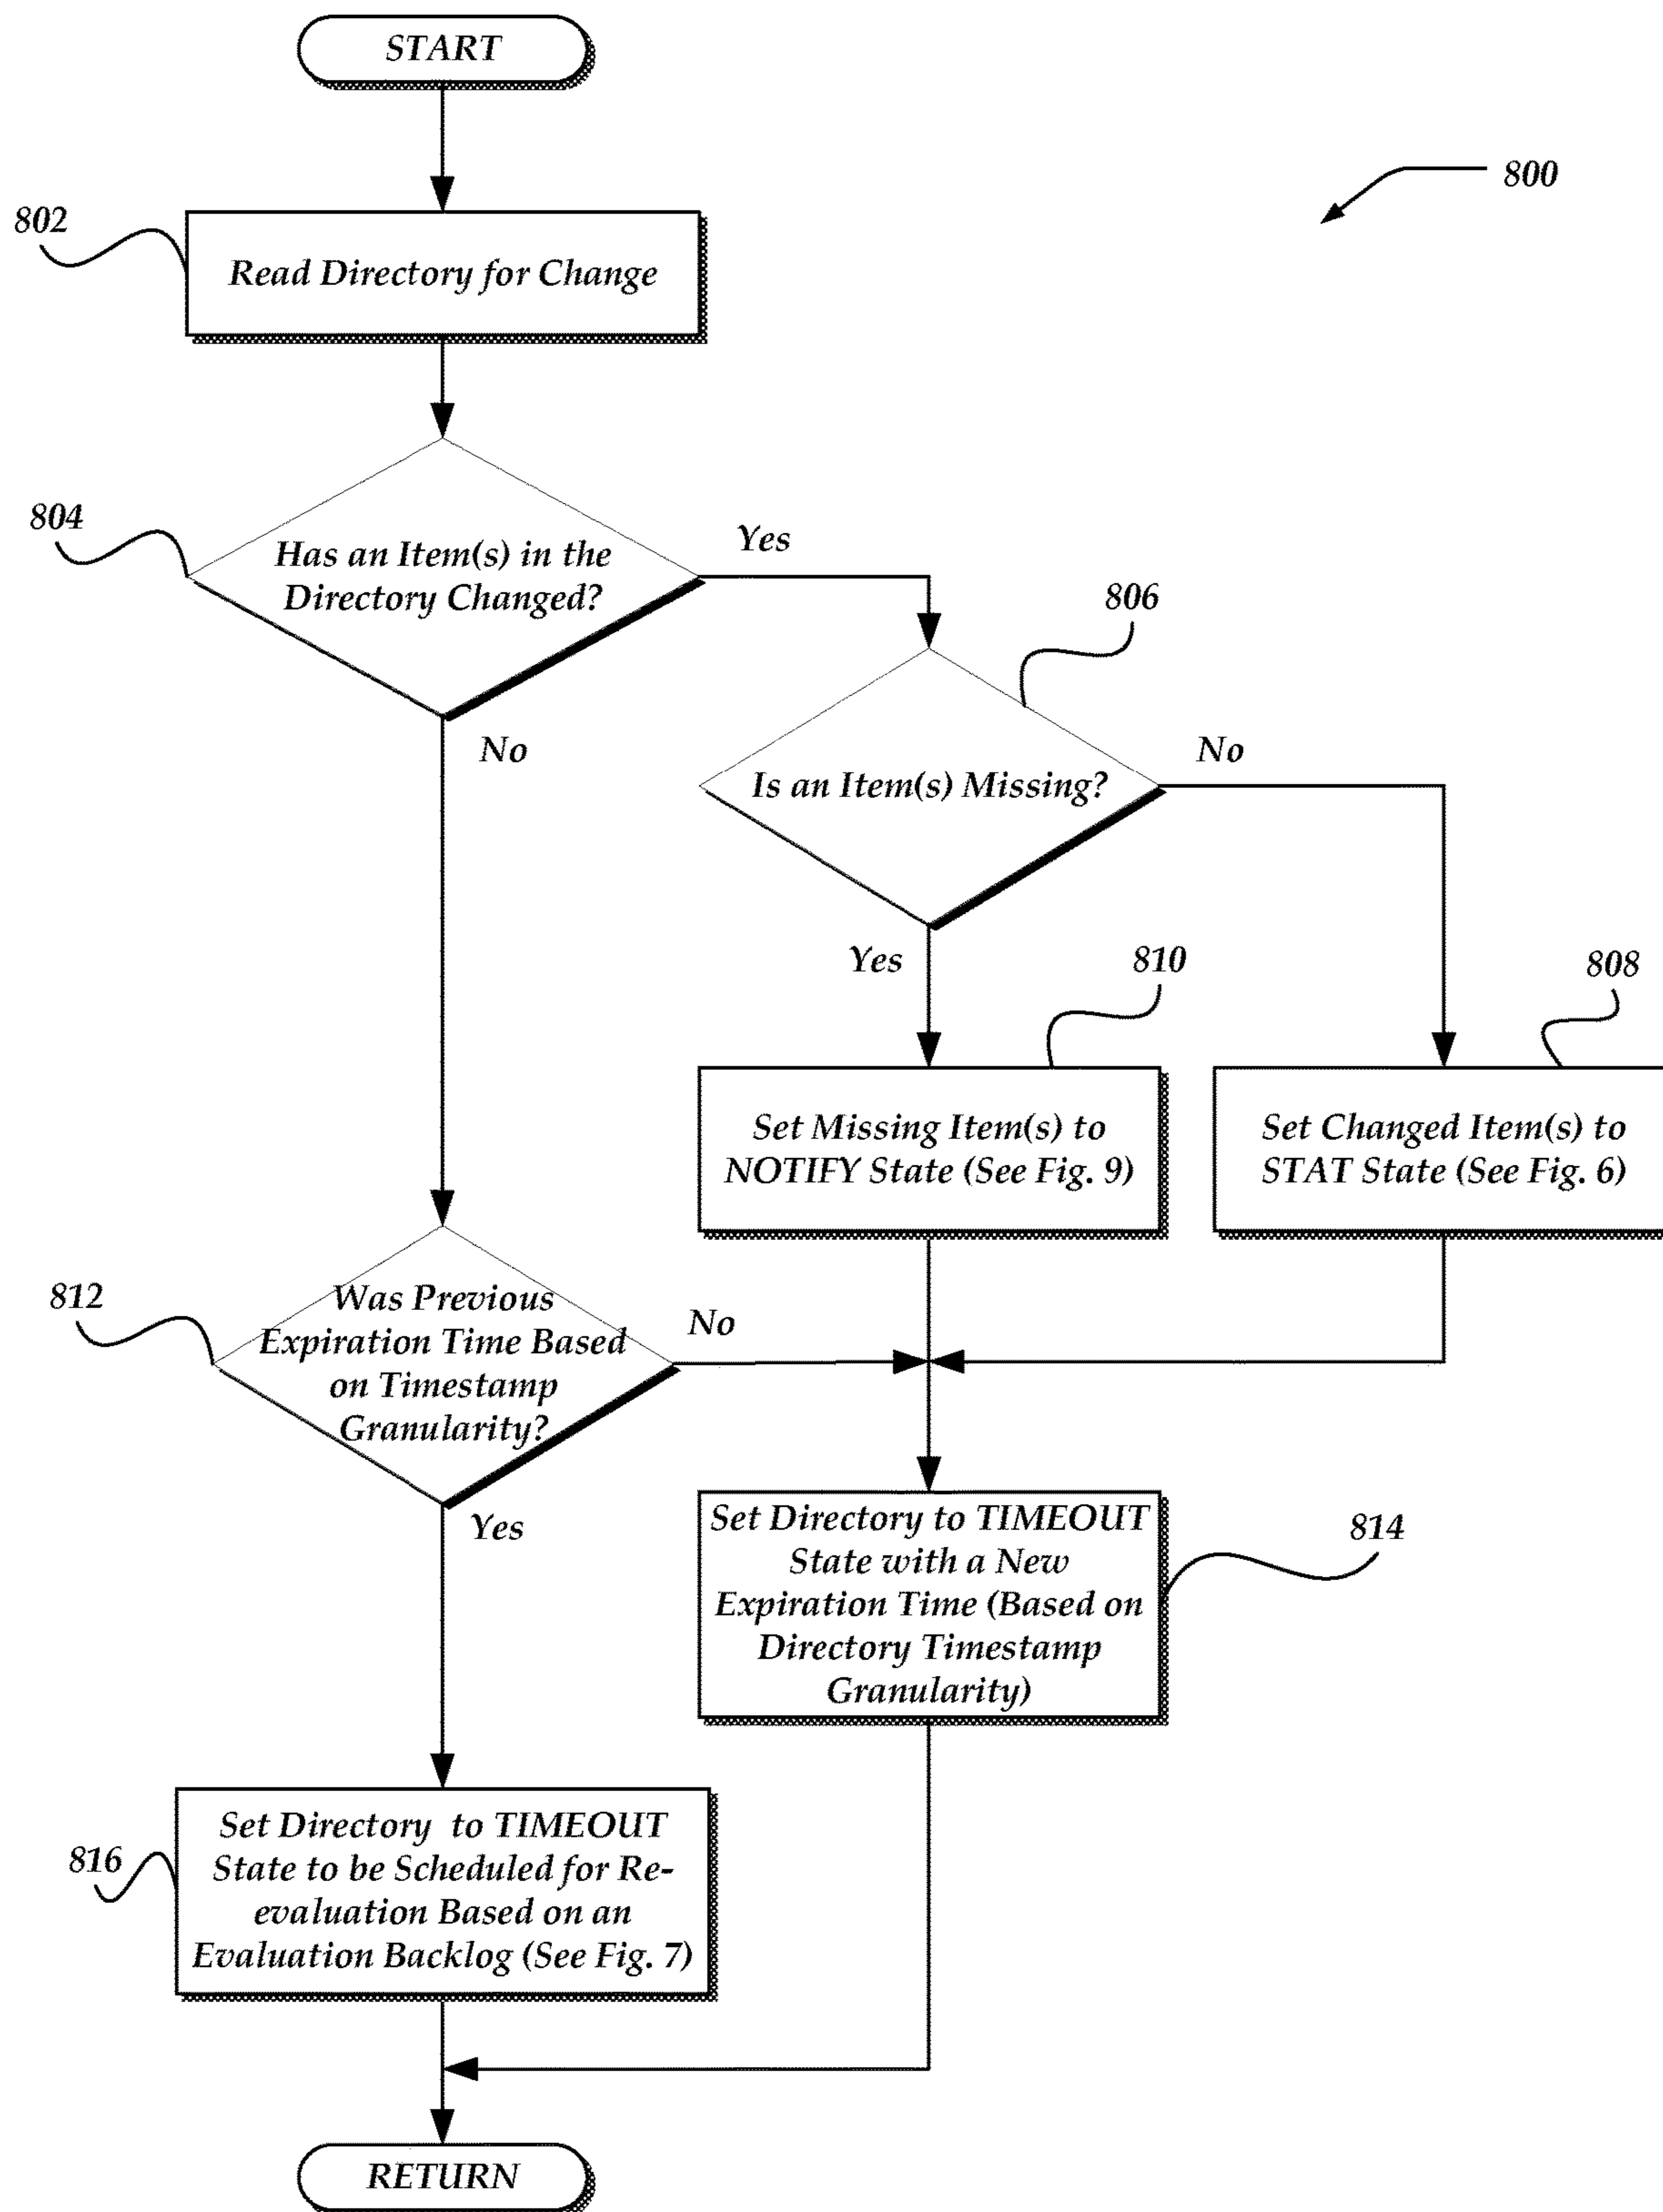 START
800
802
Read Directory for Change
804
Has an Item(s) in the
Directory Changed?
Yes
No
806
Is an Item(s) Missing?
No
Yes
810
808
Set Missing Item(s) to
NOTIFY State (See Fig. 9)
Set Changed Item(s) to
STAT State (See Fig. 6)
812
Was Previous
Expiration Time Based
on Timestamp
Granularity?
No
Yes
Set Directory to TIMEOUT
State with a New
Expiration Time (Based on
Directory Timestamp
Granularity)
814
816
Set Directory to TIMEOUT
State to be Scheduled for Re-
evaluation Based on an
Evaluation Backlog (See Fig. 7)
RETURN